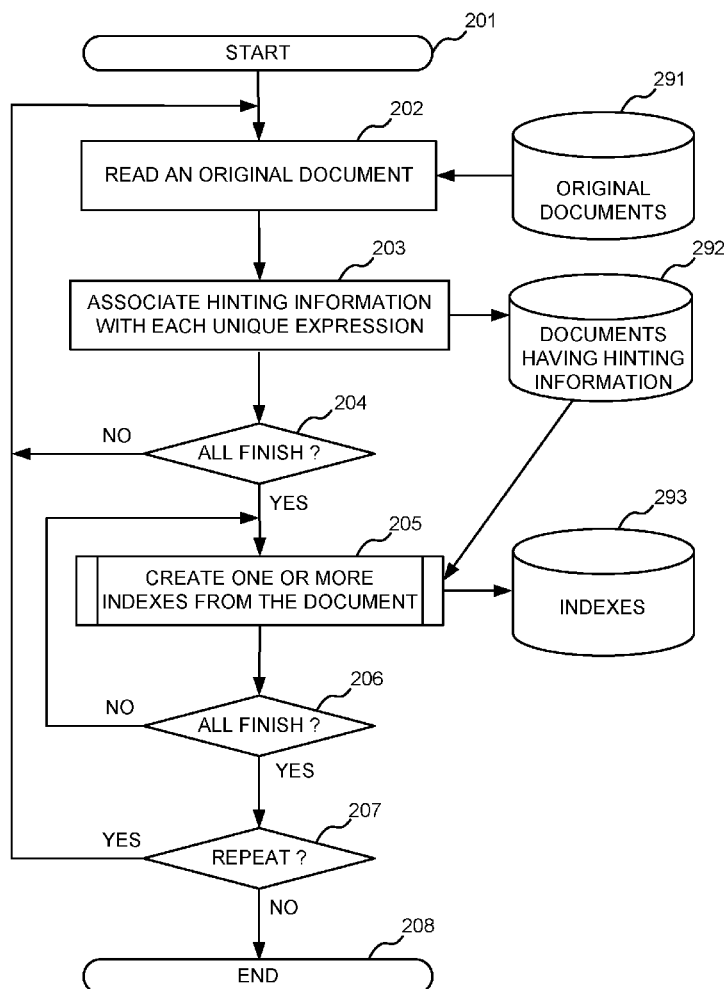 201
START
291
202
READ AN ORIGINAL DOCUMENT
ORIGINAL
DOCUMENTS
203
292
ASSOCIATE HINTING INFORMATION
WITH EACH UNIQUE EXPRESSION
DOCUMENTS
HAVING HINTING
INFORMATION
204
NO
ALL FINISH ?
YES
205
293
CREATE ONE OR MORE
INDEXES FROM THE DOCUMENT
INDEXES
206
NO
ALL FINISH ?
YES
207
YES
REPEAT ?
NO
208
END